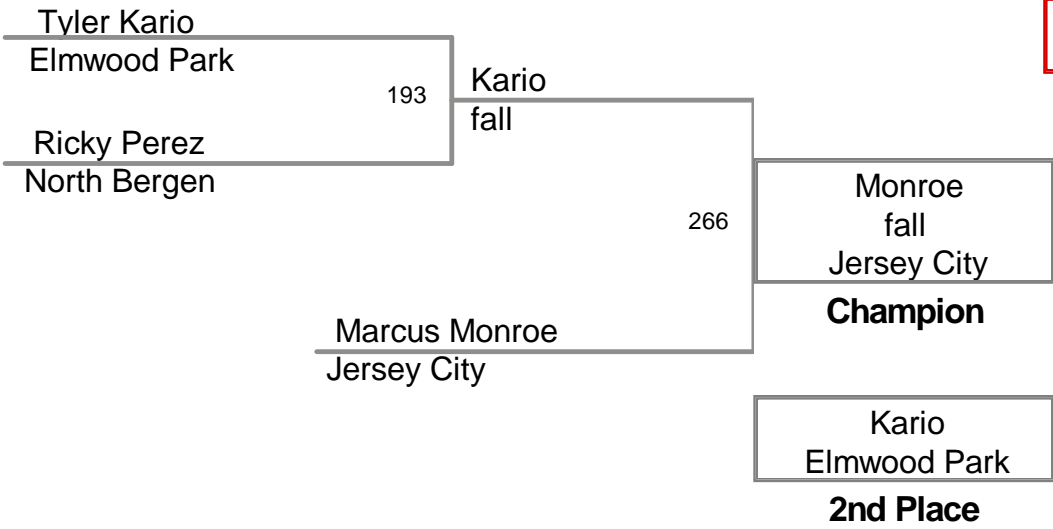 Tyler Kario
Elmwood Park
193
Kario
fall
Ricky Perez
North Bergen
266
Monroe
fall
Jersey City
Champion
Marcus Monroe
Jersey City
Kario
Elmwood Park
2nd Place